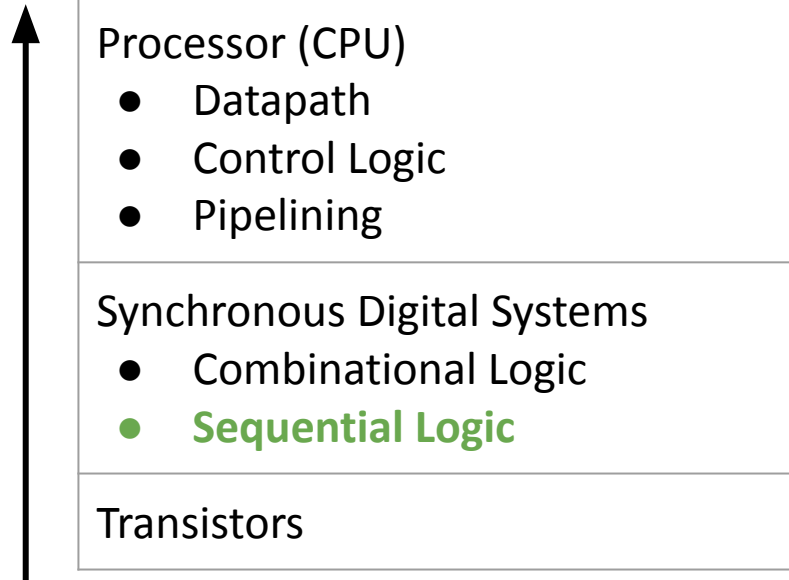 Processor (CPU)
● Datapath
● Control Logic
● Pipelining
Synchronous Digital Systems
● Combinational Logic
● Sequential Logic
Transistors